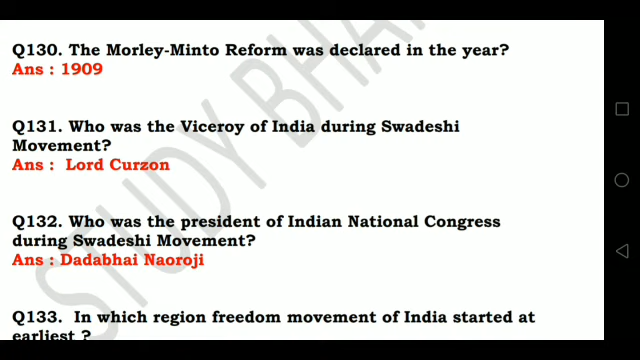 Q130. The Morley-Minto Reform was declared in the year?
Ans : 1909
Q131. Who was the Viceroy of India during Swadeshi
Movement?
Ans : Lord Curzon
Q132. Who was the president of Indian National Congress
during Swadeshi Movement?
Ans : Dadabhai Naoroji
Q133. In which region freedom movement of India started at
earliest ?
STUDY